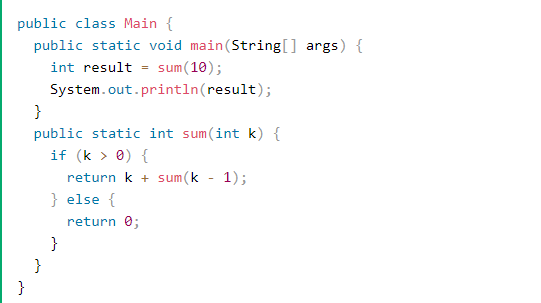 public class Main {
  public static void main(String[] args) {
    int result = sum(10);
    System.out.println(result);
  }
  public static int sum(int k) {
    if (k > 0) {
      return k + sum(k - 1);
    } else {
      return 0;
    }
  }
}